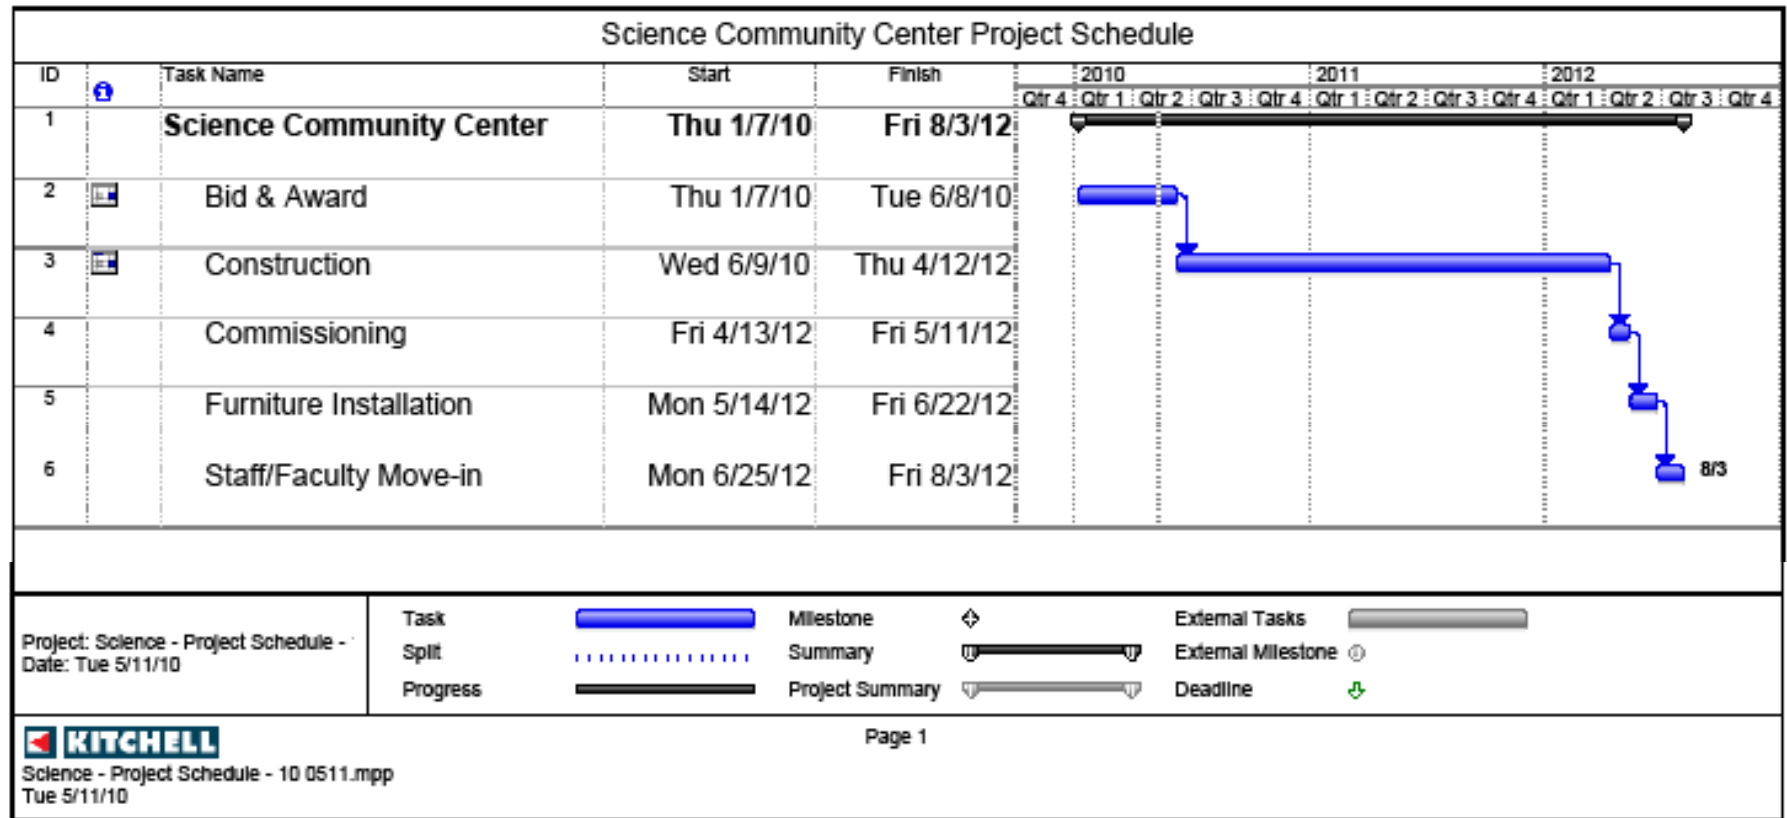 Science Community Center Project Schedule
ID Task Name Start Finish 2010 2011 2012
Qtr 4 Qtr 1 Qtr 2 Qtr 3 Qtr 4 Qtr 1 Qtr 2 Qtr 3 Qtr 4 Qtr 1 Qtr 2 Qtr 3 Qtr 4
1 Science Community Center Thu 1/7/10 Fri 8/3/12
2 Bid & Award Thu 1/7/10 Tue 6/8/10
3 Construction Wed 6/9/10 Thu 4/12/12
4 Commissioning Fri 4/13/12 Fri 5/11/12
5 Furniture Installation Mon 5/14/12 Fri 6/22/12
6 Staff/Faculty Move-in Mon 6/25/12 Fri 8/3/12 8/3
Project: Science - Project Schedule -
Date: Tue 5/11/10
Task Milestone External Tasks
Split Summary External Milestone
Progress Project Summary Deadline
KITCHELL
Page 1
Science - Project Schedule - 10 0511.mpp
Tue 5/11/10